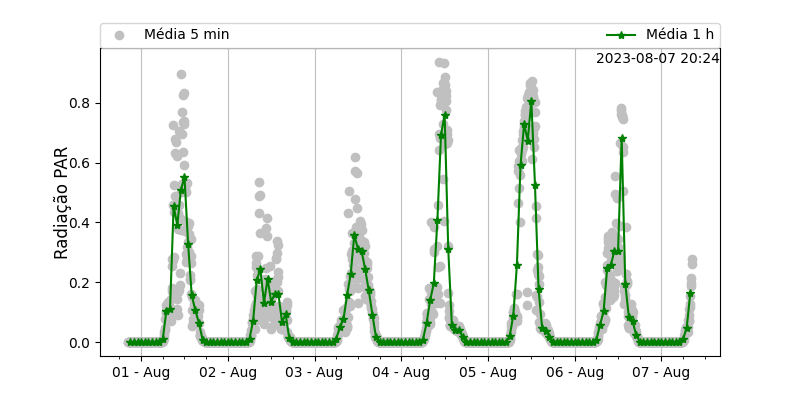 Média 5 min
Média 1 h
2023-08-07 20:24
Radiação PAR
0.8
0.6
0.4
0.2
0.0
01 - Aug
02 - Aug
03 - Aug
04 - Aug
05 - Aug
06 - Aug
07 - Aug